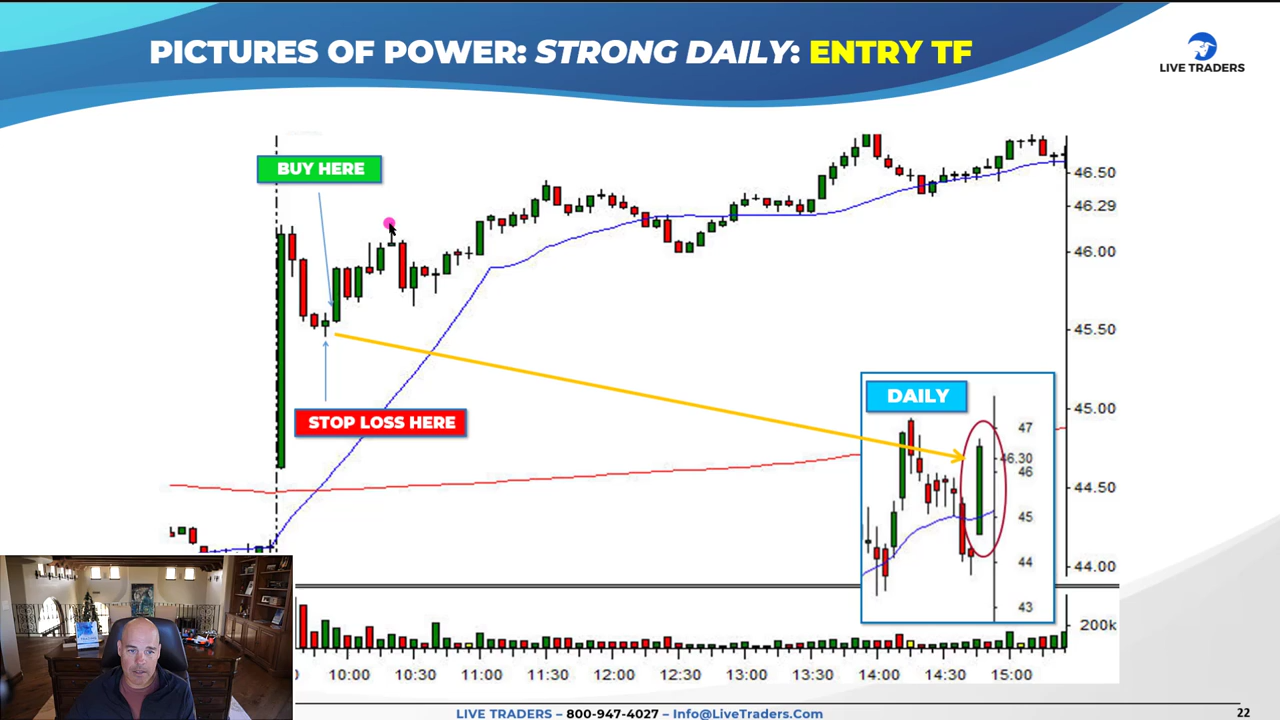 PICTURES OF POWER: STRONG DAILY: ENTRY TF
LIVE TRADERS
BUY HERE
46.50
46.29
46.00
45.50
45.00
44.50
44.00
STOP LOSS HERE
DAILY
47
46.30
46
45
44
43
200k
0 10:00 10:30 11:00 11:30 12:00 12:30 13:00 13:30 14:00 14:30 15:00
LIVE TRADERS – 800-947-4027 – Info@LiveTraders.Com
22